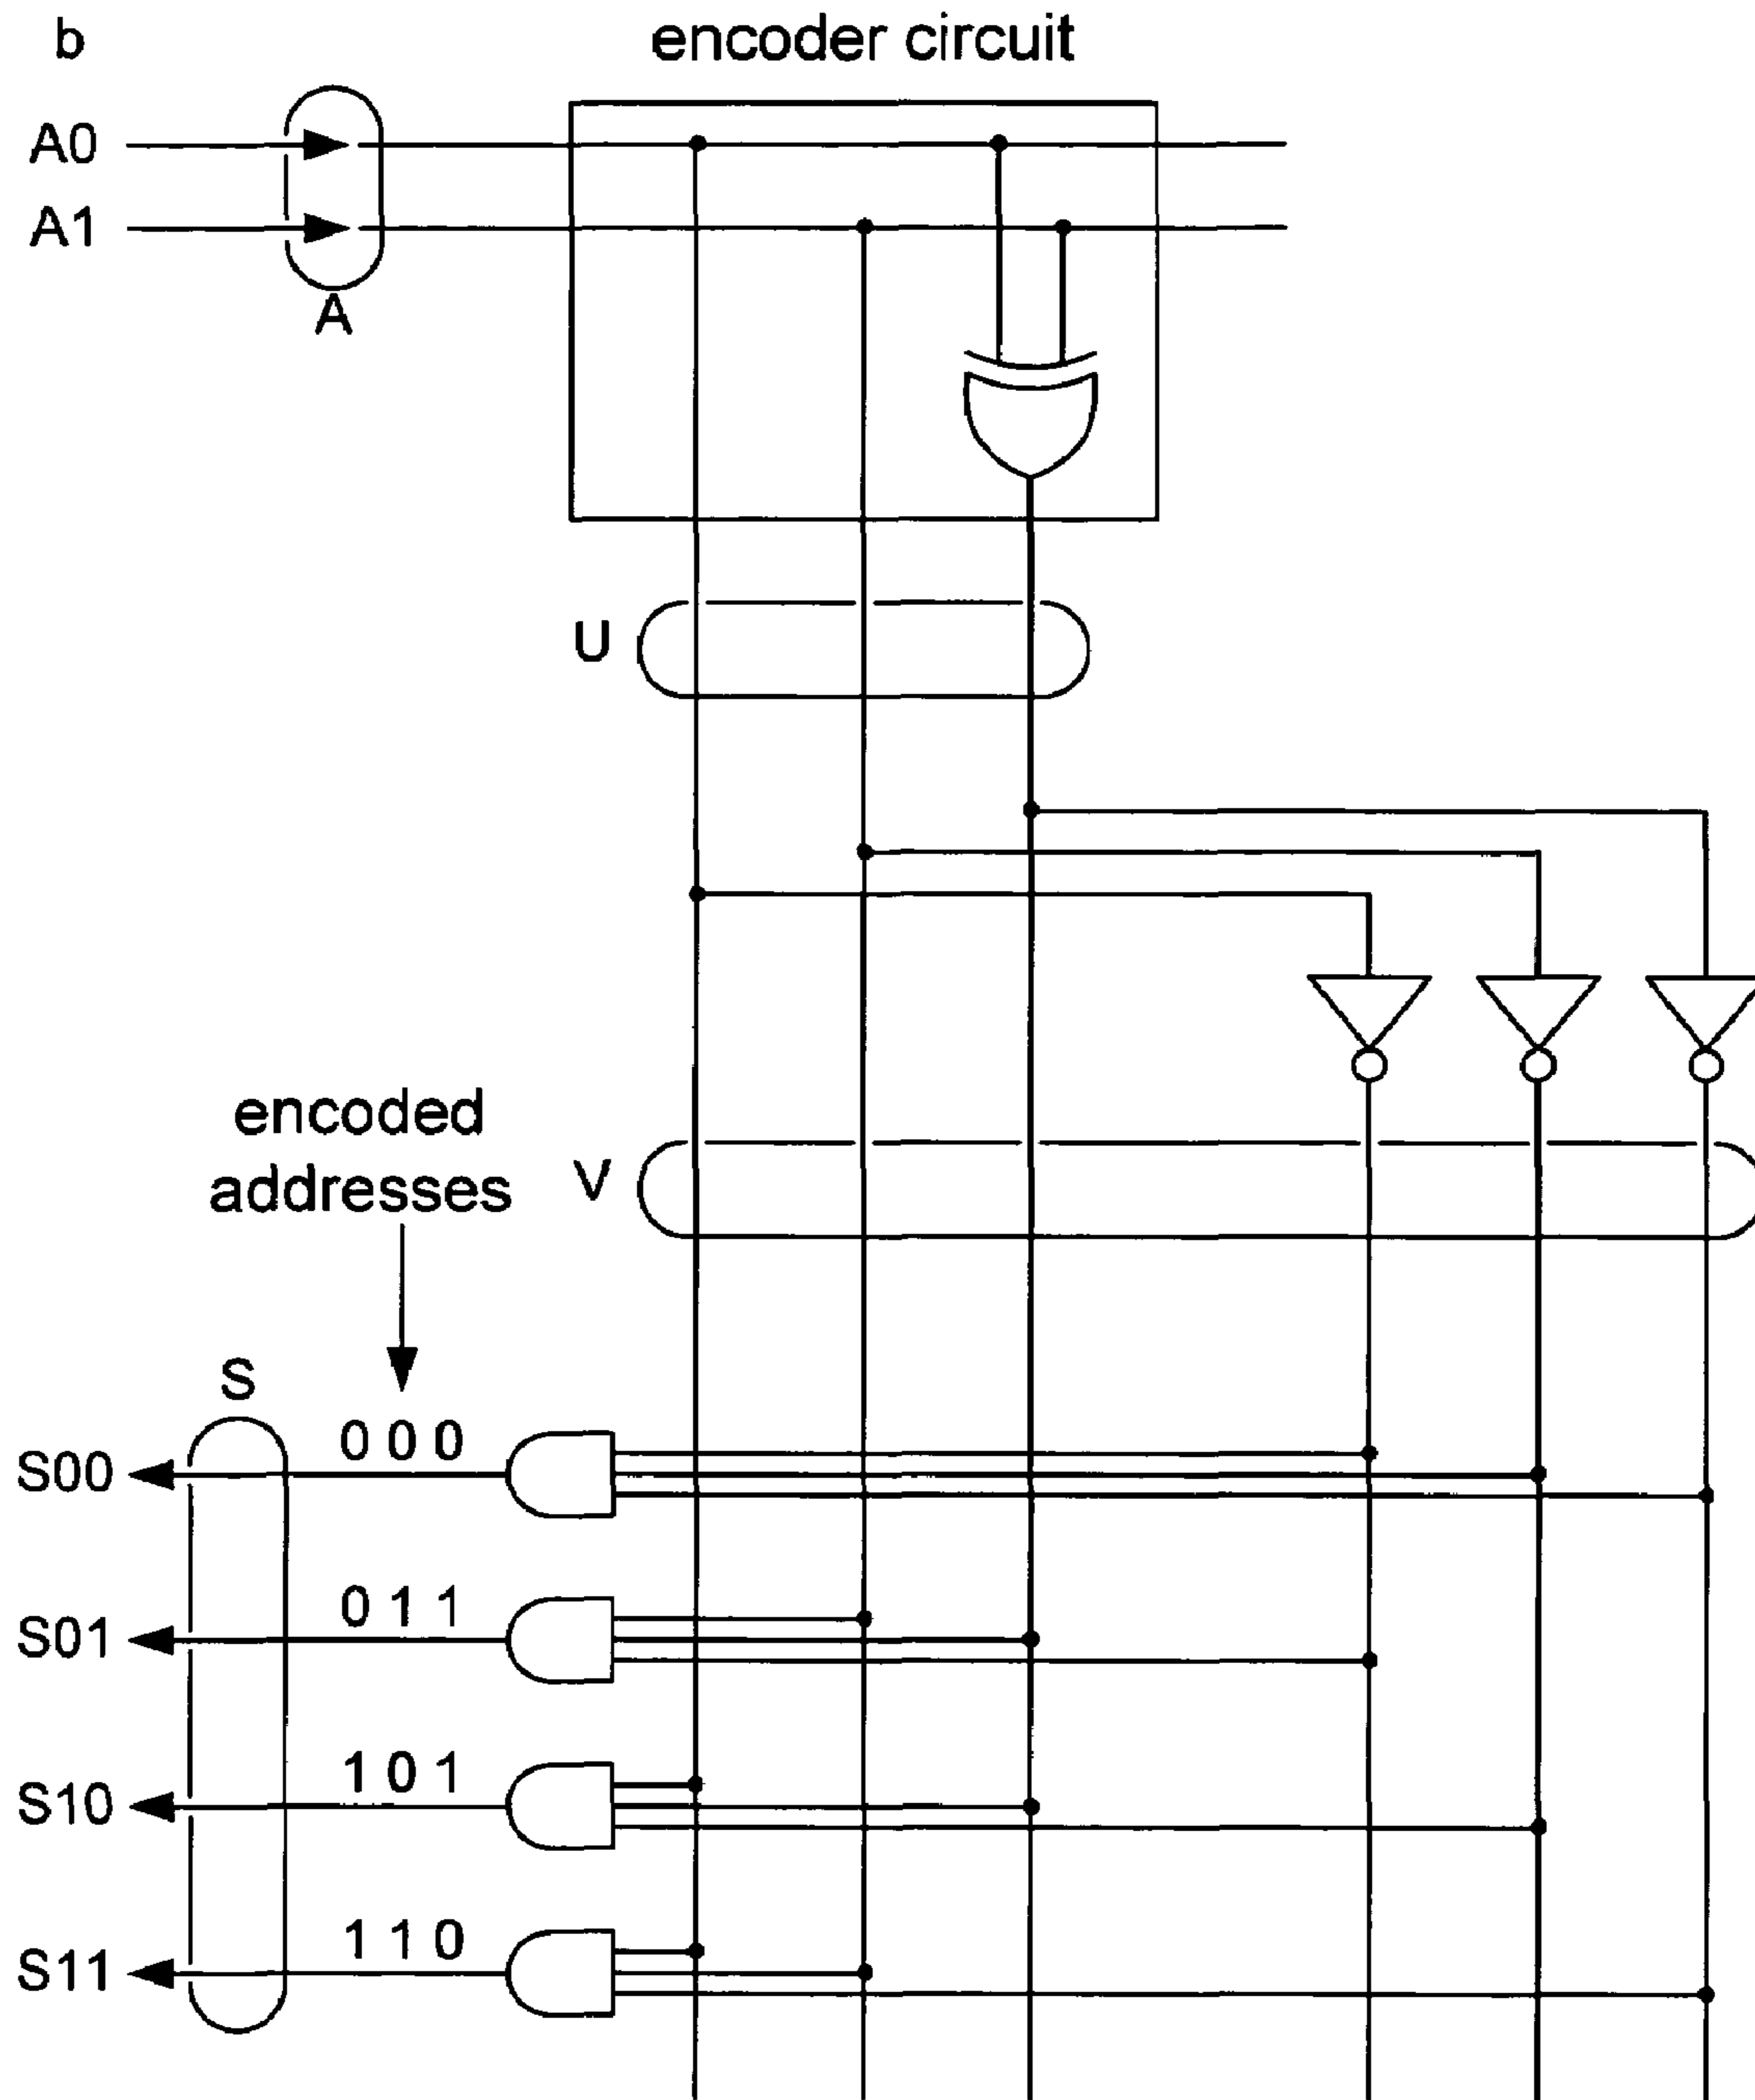 b
encoder circuit
A0
A1
A
U
encoded
addresses
V
S
0 0 0
S00
0 1 1
S01
1 0 1
S10
1 1 0
S11